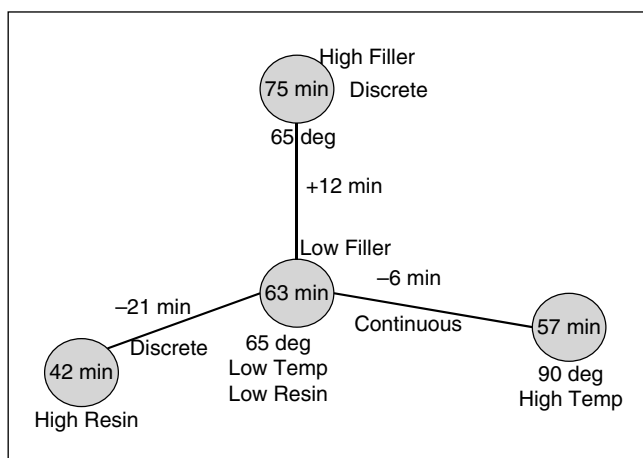 High Filler
75 min
Discrete
65 deg
+12 min
Low Filler
–6 min
63 min
–21 min
Continuous
57 min
Discrete
65 deg
Low Temp
Low Resin
42 min
90 deg
High Temp
High Resin